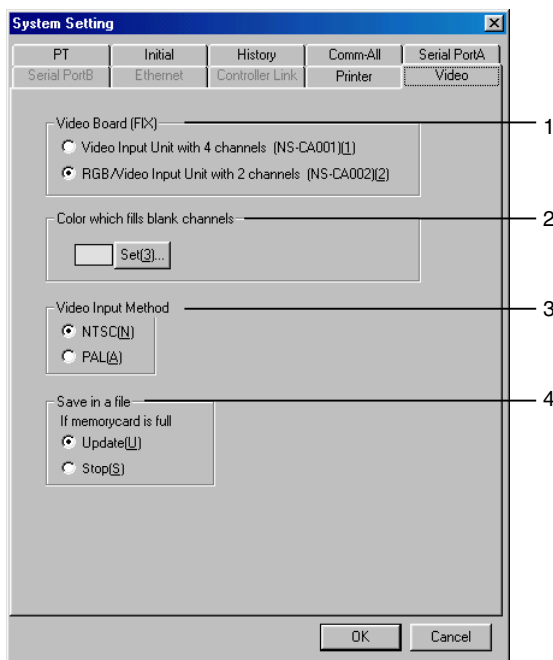 System Setting
PT Initial History Comm-All Serial PortA
Serial PortB Ethernet Controller Link Printer Video
Video Board (FIX) 1
Video Input Unit with 4 channels (NS-CA001)(1)
RGB/Video Input Unit with 2 channels (NS-CA002)(2)
Color which fills blank channels 2
Set(3)...
Video Input Method 3
NTSC(N)
PAL(A)
Save in a file 4
If memorycard is full
Update(U)
Stop(S)
OK Cancel